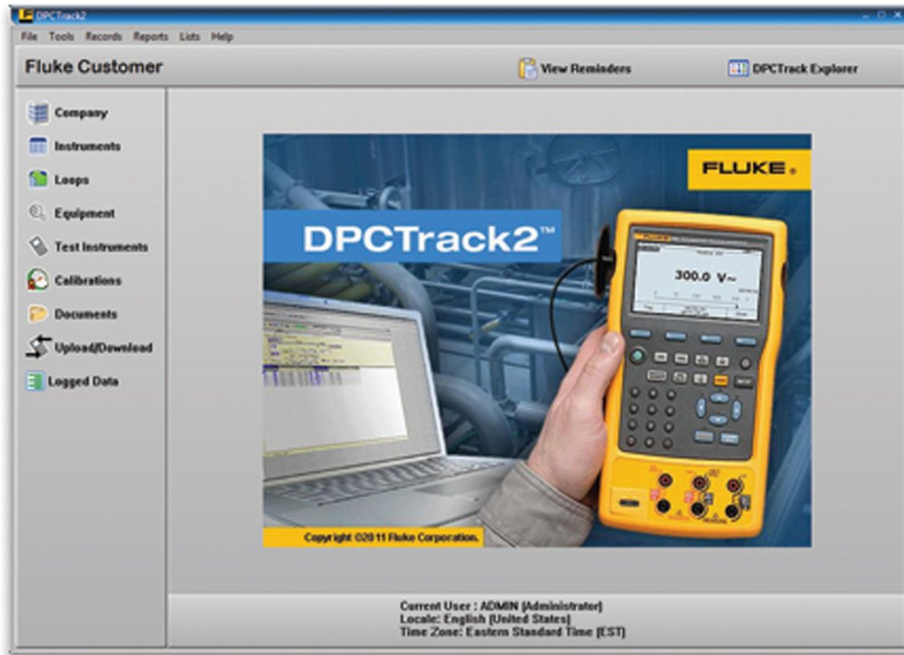 DPCTrack2
File Tools Records Reports Lists Help
Fluke Customer
View Reminders
DPCTrack Explorer
Company
Instruments
Loops
Equipment
Test Instruments
Calibrations
Documents
Upload/Download
Logged Data
FLUKE ®
DPCTrack2™
FLUKE
300.0 V~
Copyright ©2011 Fluke Corporation.
Current User : ADMIN (Administrator)
Locale: English (United States)
Time Zone: Eastern Standard Time (EST)